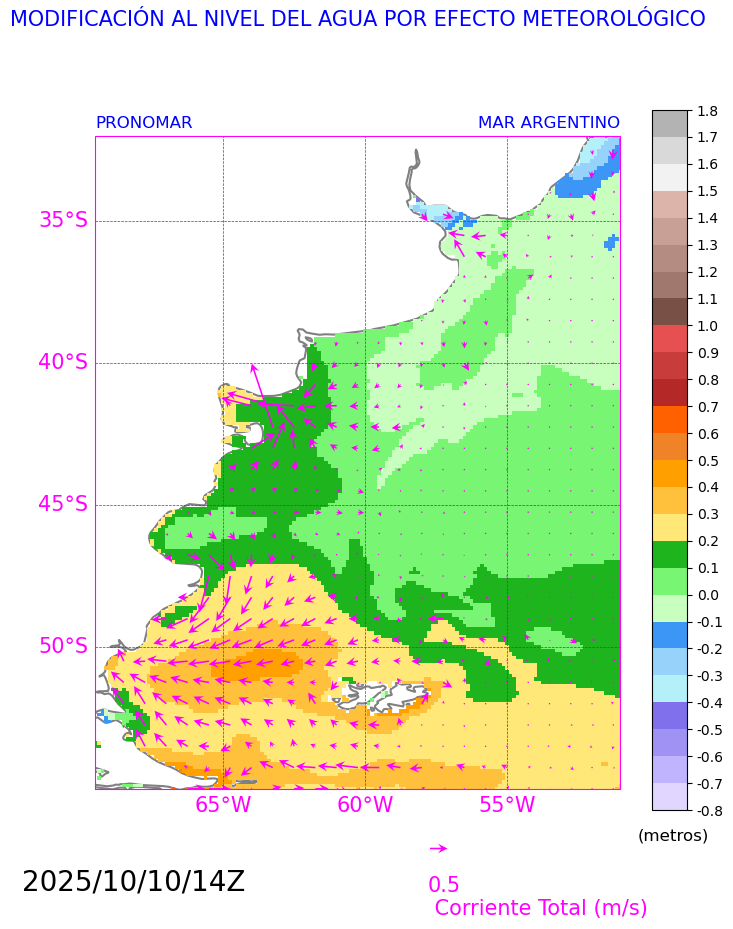 MODIFICACIÓN AL NIVEL DEL AGUA POR EFECTO METEOROLÓGICO
PRONOMAR
MAR ARGENTINO
35°S
40°S
45°S
50°S
65°W
60°W
55°W
1.8
1.7
1.6
1.5
1.4
1.3
1.2
1.1
1.0
0.9
0.8
0.7
0.6
0.5
0.4
0.3
0.2
0.1
0.0
-0.1
-0.2
-0.3
-0.4
-0.5
-0.6
-0.7
-0.8
(metros)
2025/10/10/14Z
0.5
Corriente Total (m/s)